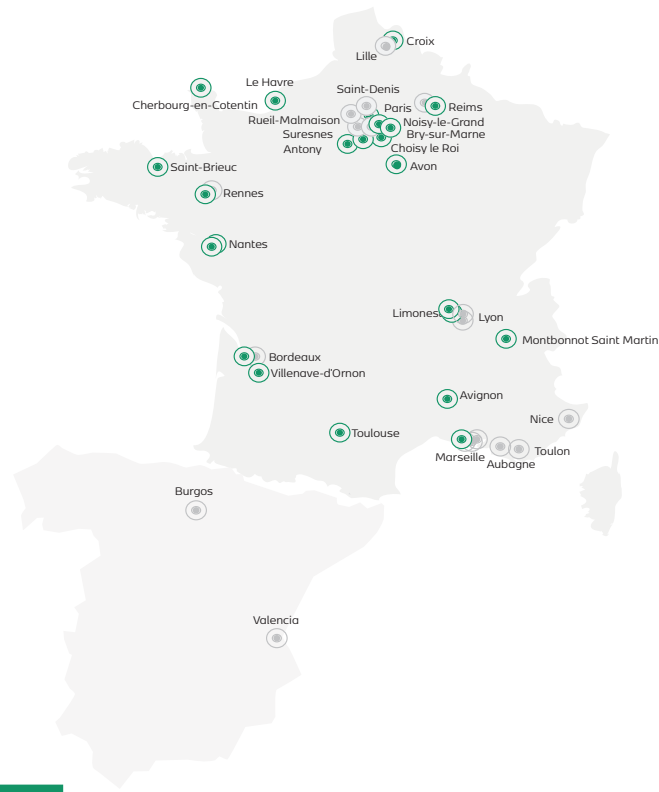 Croix
Lille
Le Havre
Cherbourg-en-Cotentin
Saint-Denis
Paris
Reims
Rueil-Malmaison
Noisy-le-Grand
Suresnes
Bry-sur-Marne
Antony
Choisy le Roi
Avon
Saint-Brieuc
Rennes
Nantes
Limones
Lyon
Montbonnot Saint Martin
Bordeaux
Villenave-d'Ornon
Avignon
Nice
Toulouse
Marseille
Toulon
Aubagne
Burgos
Valencia